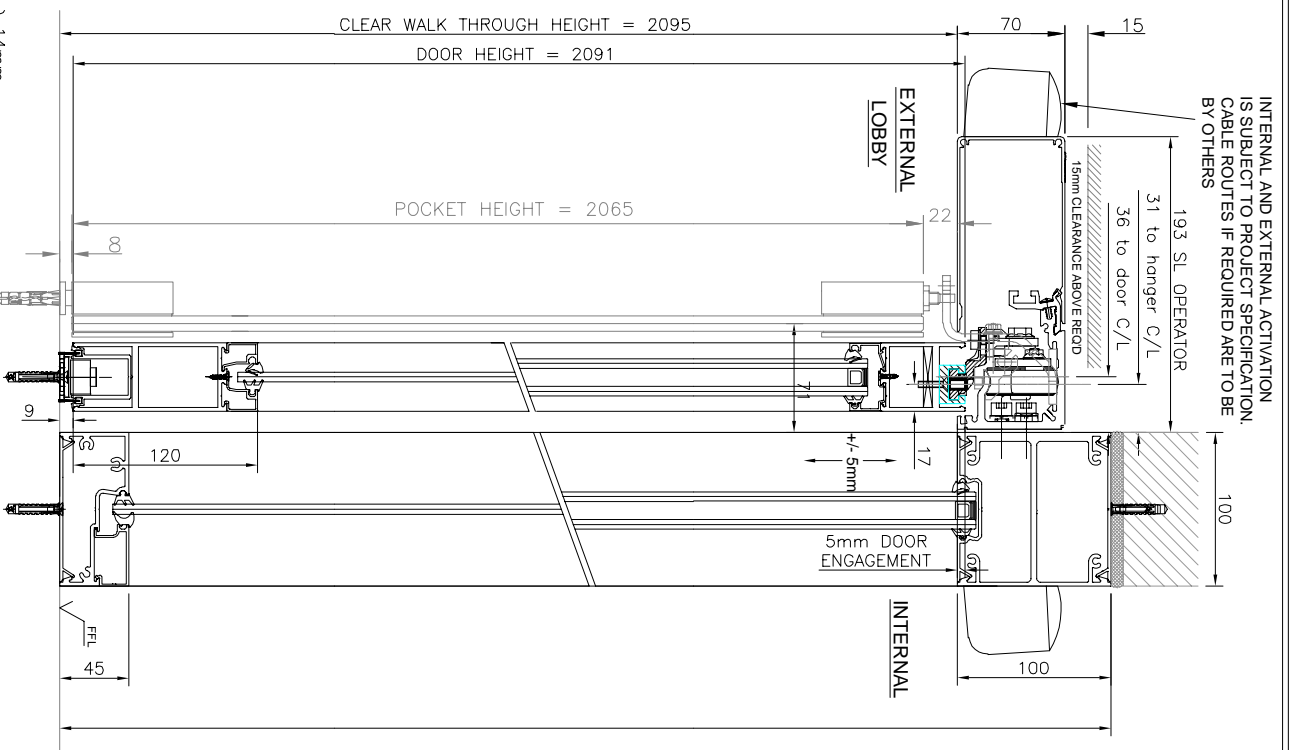 INTERNAL AND EXTERNAL ACTIVATION
IS SUBJECT TO PROJECT SPECIFICATION.
CABLE ROUTES IF REQUIRED ARE TO BE
BY OTHERS
193 SL OPERATOR
31 to hanger C/L
36 to door C/L
15mm CLEARANCE ABOVE REQ'D
CLEAR WALK THROUGH HEIGHT = 2095
70
15
DOOR HEIGHT = 2091
EXTERNAL
LOBBY
POCKET HEIGHT = 2065
22
8
71
9
120
17
+/- 5mm
100
5mm DOOR
ENGAGEMENT
INTERNAL
FFL
45
100
14mm